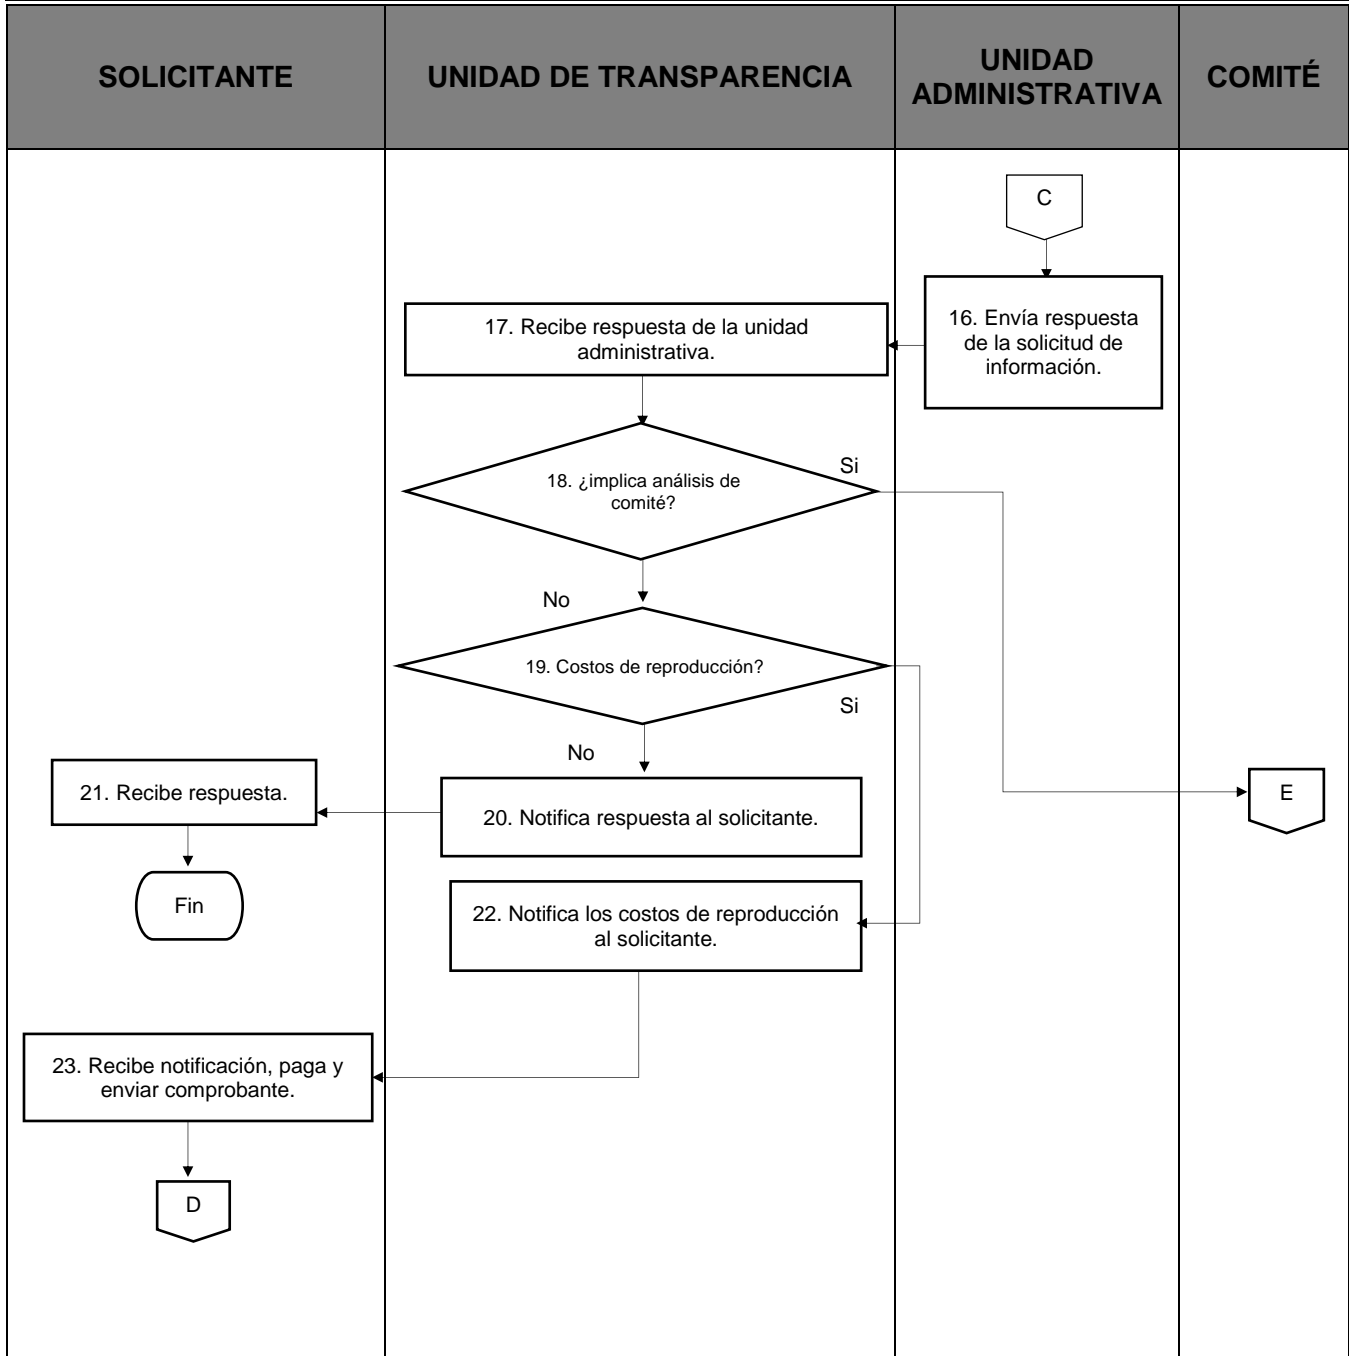 SOLICITANTE
UNIDAD DE TRANSPARENCIA
UNIDAD
ADMINISTRATIVA
COMITÉ
C
16. Envía respuesta
de la solicitud de
información.
17. Recibe respuesta de la unidad
administrativa.
18. ¿implica análisis de
comité?
Si
No
19. Costos de reproducción?
Si
No
20. Notifica respuesta al solicitante.
21. Recibe respuesta.
E
Fin
22. Notifica los costos de reproducción
al solicitante.
23. Recibe notificación, paga y
enviar comprobante.
D